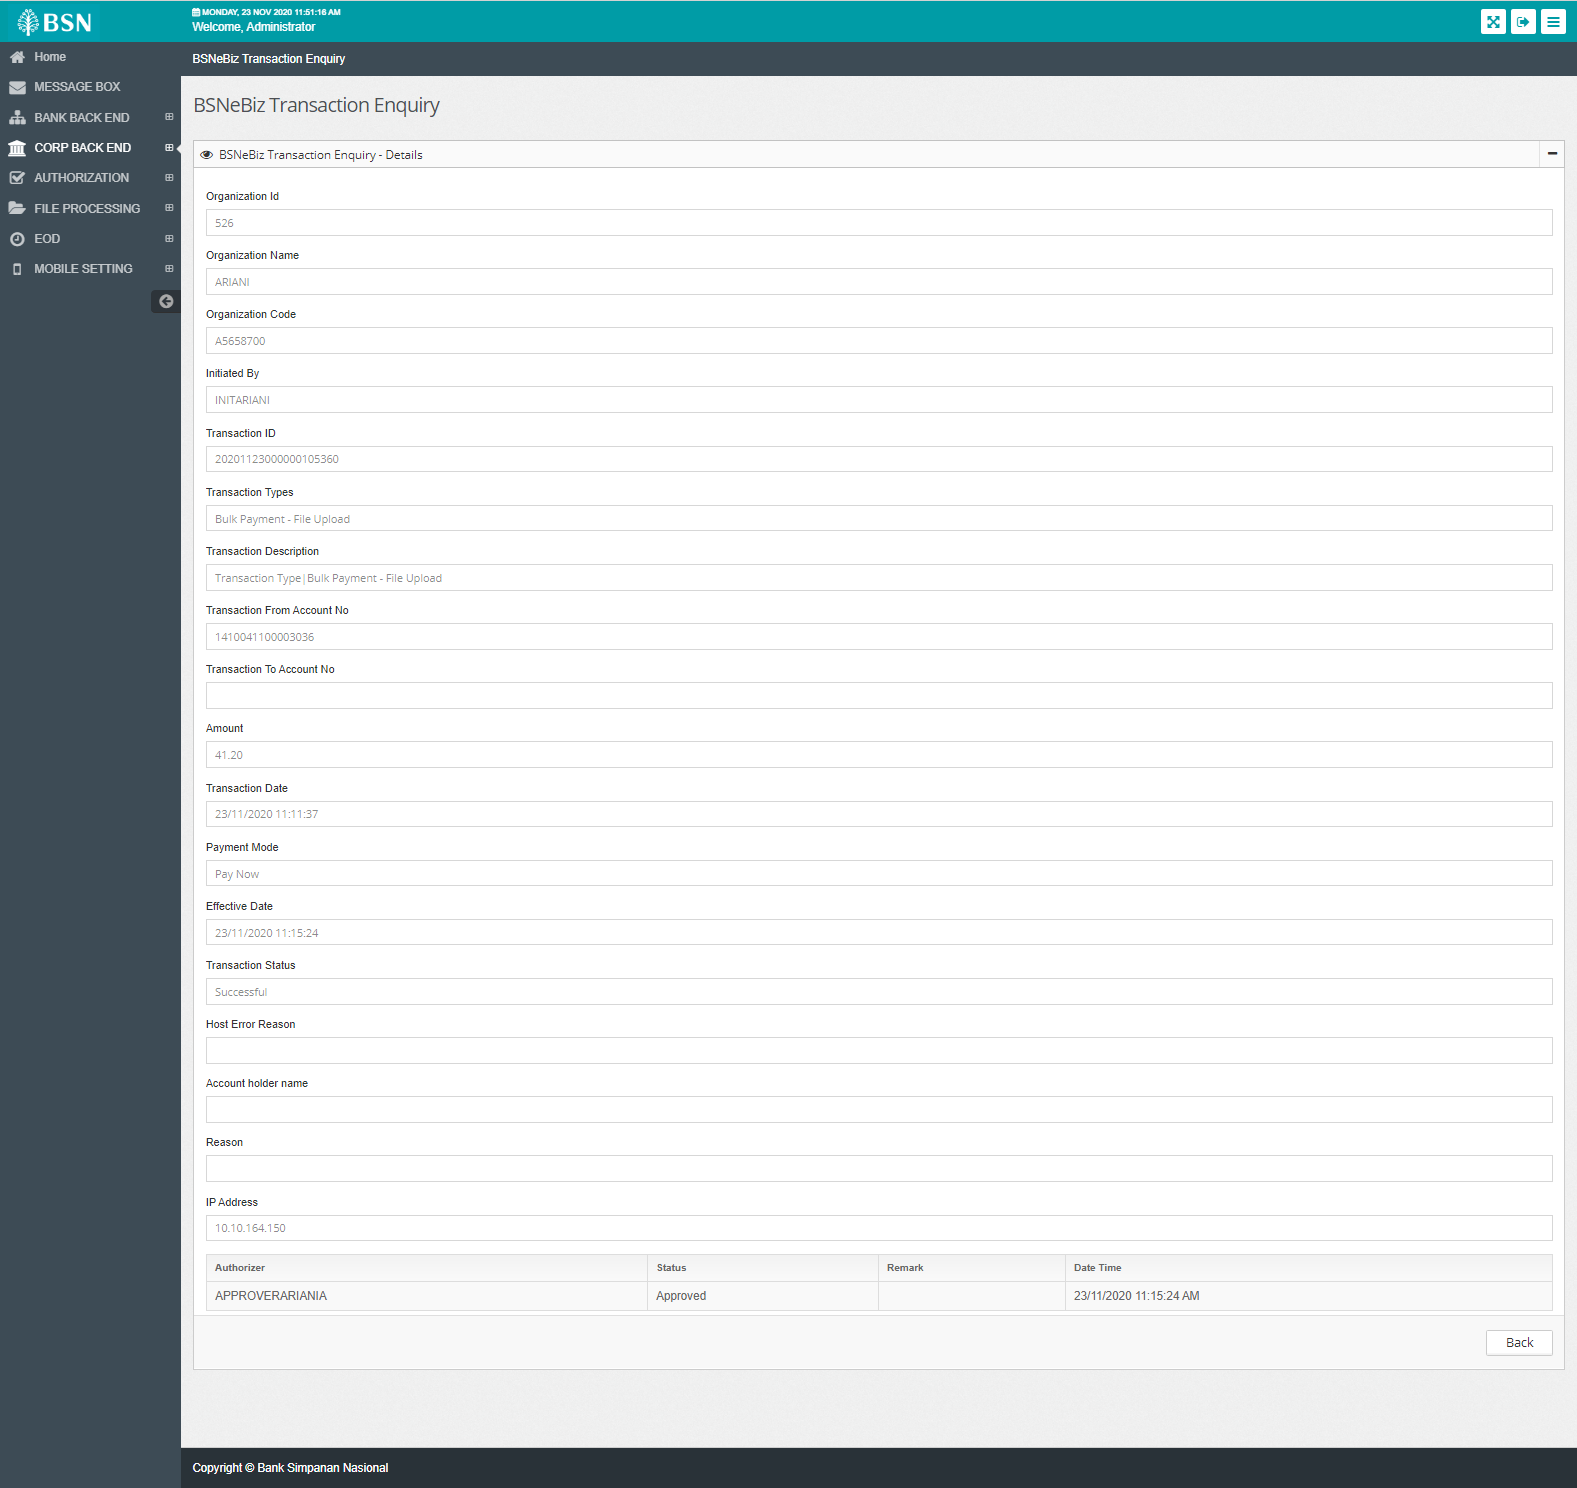 BSN
MONDAY, 23 NOV 2020 11:51:16 AM
Welcome, Administrator
Home
MESSAGE BOX
BANK BACK END
CORP BACK END
AUTHORIZATION
FILE PROCESSING
EOD
MOBILE SETTING
BSNeBiz Transaction Enquiry
BSNeBiz Transaction Enquiry
BSNeBiz Transaction Enquiry - Details
Organization Id
526
Organization Name
ARIANI
Organization Code
A5658700
Initiated By
INITARIANI
Transaction ID
20201123000000105360
Transaction Types
Bulk Payment - File Upload
Transaction Description
Transaction Type|Bulk Payment - File Upload
Transaction From Account No
1410041100003036
Transaction To Account No
Amount
41.20
Transaction Date
23/11/2020 11:11:37
Payment Mode
Pay Now
Effective Date
23/11/2020 11:15:24
Transaction Status
Successful
Host Error Reason
Account holder name
Reason
IP Address
10.10.164.150
Authorizer Status Remark Date Time
APPROVERARIANIA Approved 23/11/2020 11:15:24 AM
Back
Copyright © Bank Simpanan Nasional